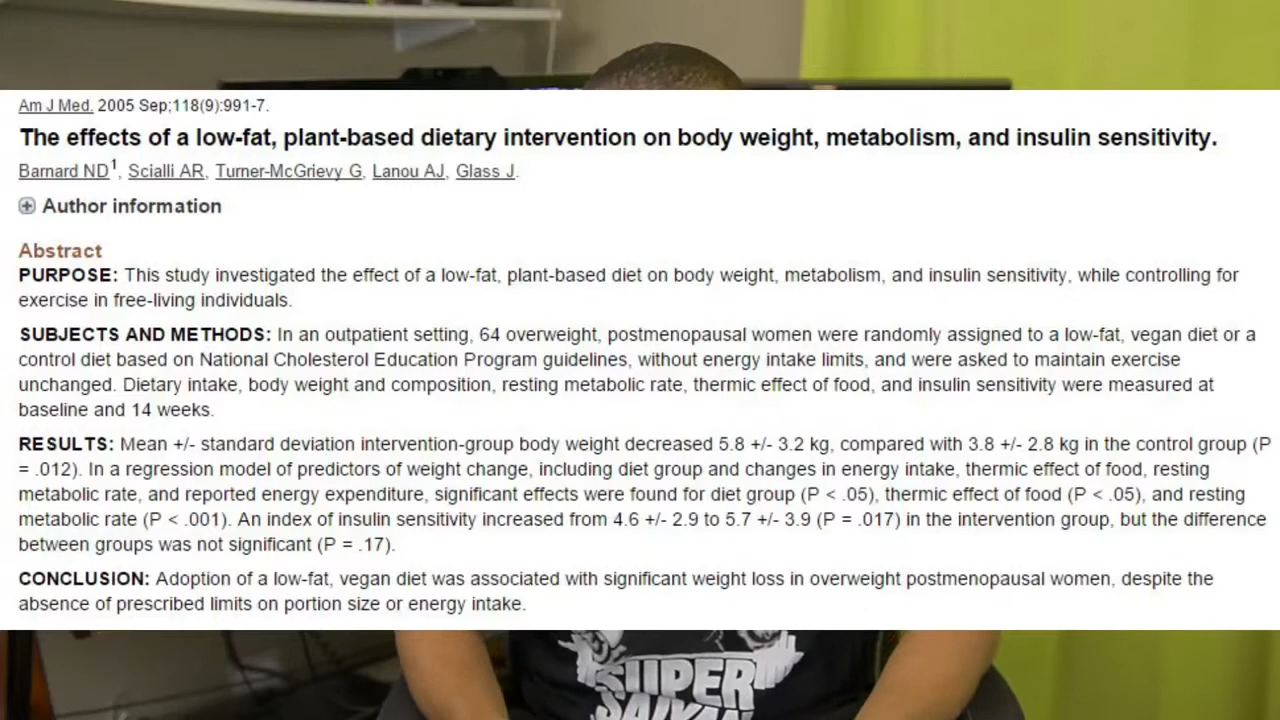 Am J Med. 2005 Sep;118(9):991-7.
The effects of a low-fat, plant-based dietary intervention on body weight, metabolism, and insulin sensitivity.
Barnard ND1, Scialli AR, Turner-McGrievy G, Lanou AJ, Glass J.
Author information
Abstract
PURPOSE: This study investigated the effect of a low-fat, plant-based diet on body weight, metabolism, and insulin sensitivity, while controlling for
exercise in free-living individuals.
SUBJECTS AND METHODS: In an outpatient setting, 64 overweight, postmenopausal women were randomly assigned to a low-fat, vegan diet or a
control diet based on National Cholesterol Education Program guidelines, without energy intake limits, and were asked to maintain exercise
unchanged. Dietary intake, body weight and composition, resting metabolic rate, thermic effect of food, and insulin sensitivity were measured at
baseline and 14 weeks.
RESULTS: Mean +/- standard deviation intervention-group body weight decreased 5.8 +/- 3.2 kg, compared with 3.8 +/- 2.8 kg in the control group (P
= .012). In a regression model of predictors of weight change, including diet group and changes in energy intake, thermic effect of food, resting
metabolic rate, and reported energy expenditure, significant effects were found for diet group (P < .05), thermic effect of food (P < .05), and resting
metabolic rate (P < .001). An index of insulin sensitivity increased from 4.6 +/- 2.9 to 5.7 +/- 3.9 (P = .017) in the intervention group, but the difference
between groups was not significant (P = .17).
CONCLUSION: Adoption of a low-fat, vegan diet was associated with significant weight loss in overweight postmenopausal women, despite the
absence of prescribed limits on portion size or energy intake.
SUPER
SAIYAN